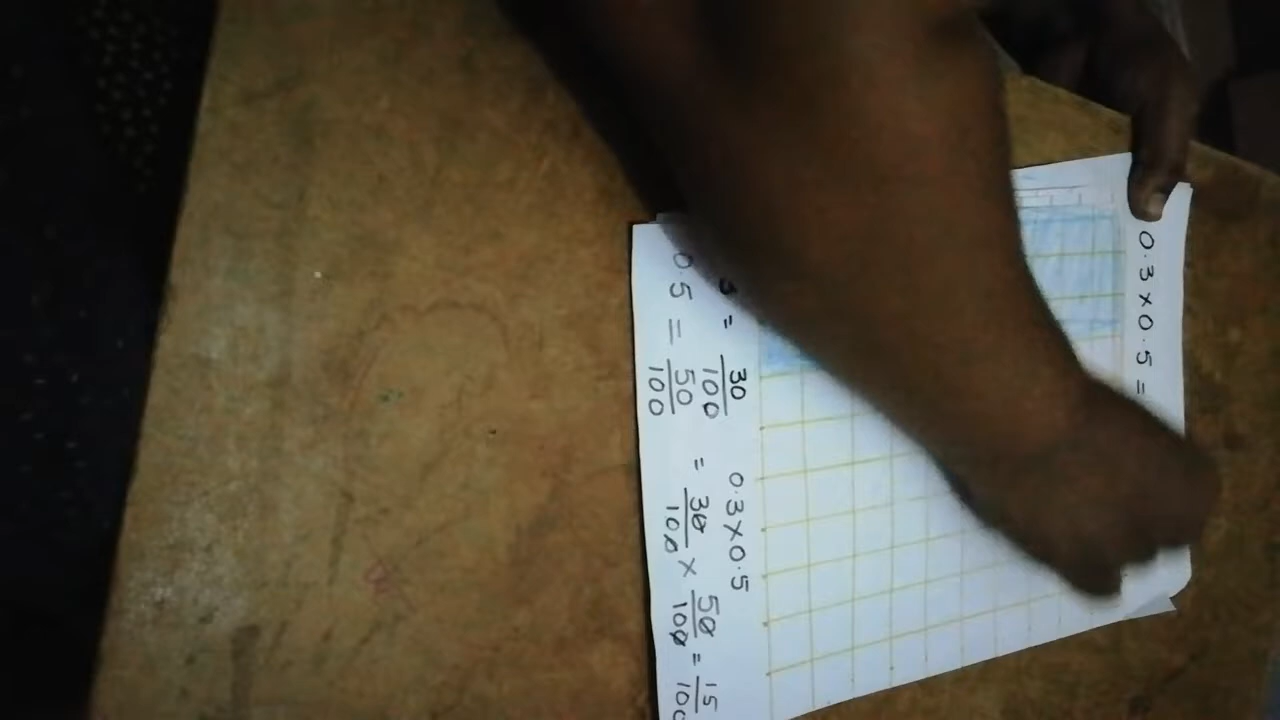 0.3 × 0.5 =
3 = 30/100
0.5 = 50/100
0.3 × 0.5
= 30/100 × 50/100 = 15/100